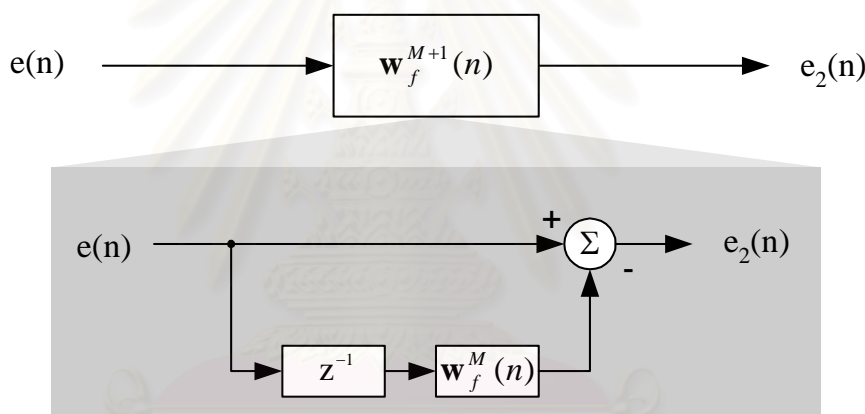 e(n) w_f^{M+1}(n) e_2(n)
+
e(n) Σ e_2(n)
-
z^{-1} w_f^M(n)